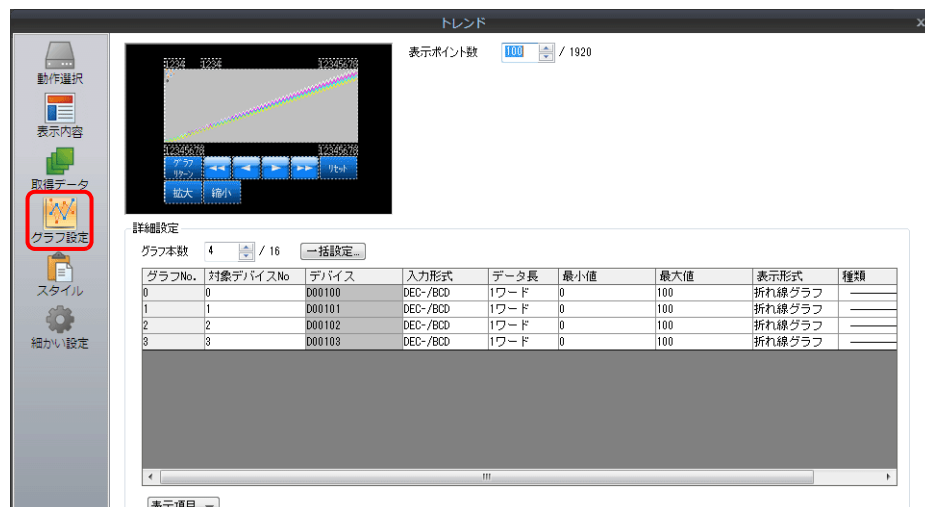 トレンド
x
動作選択
表示内容
取得データ
グラフ設定
スタイル
細かい設定
1234 1234 12345678
12345678 12345678
グラフ
リターン
リセット
拡大 縮小
表示ポイント数 100 / 1920
詳細設定
グラフ本数 4 / 16 一括設定...
グラフNo. 対象デバイスNo デバイス 入力形式 データ長 最小値 最大値 表示形式 種類
0 0 D00100 DEC-/BCD 1ワード 0 100 折れ線グラフ
1 1 D00101 DEC-/BCD 1ワード 0 100 折れ線グラフ
2 2 D00102 DEC-/BCD 1ワード 0 100 折れ線グラフ
3 3 D00103 DEC-/BCD 1ワード 0 100 折れ線グラフ
表示項目